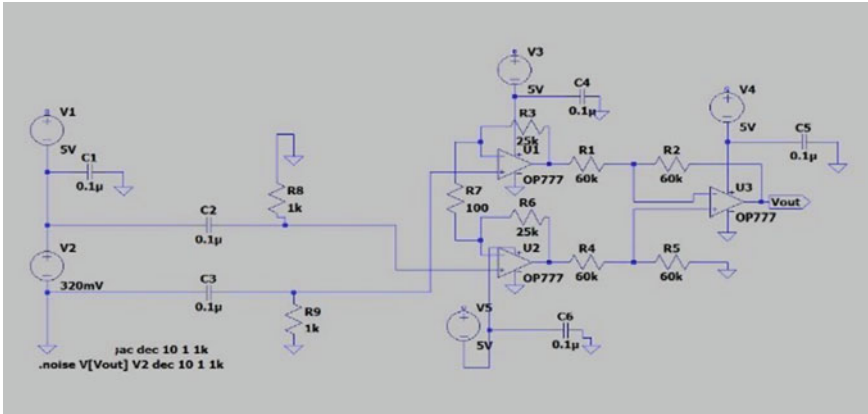 V3
V1
5V
C4
0.1µ
V4
5V
R3
25k
C1
0.1µ
U1
R1
60k
R2
60k
C5
0.1µ
5V
OP777
R8
1k
R7
100
R6
25k
U3
Vout
OP777
C2
0.1µ
V2
U2
R4
60k
R5
60k
OP777
C3
0.1µ
320mV
R9
1k
V5
5V
C6
0.1µ
µac dec 10 1 1k
.noise V[Vout] V2 dec 10 1 1k